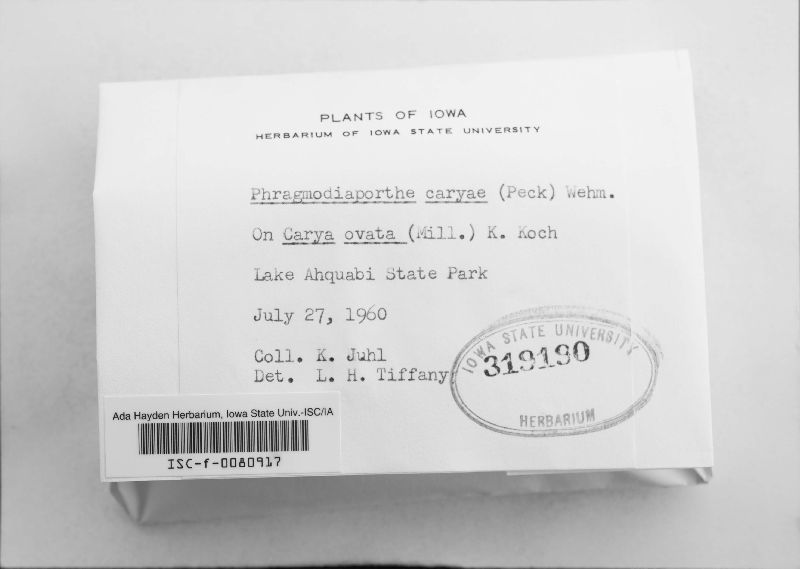 PLANTS OF IOWA
HERBARIUM OF IOWA STATE UNIVERSITY
Phragmodiaporthe caryae (Peck) Wehm.
On Carya ovata (Mill.) K. Koch
Lake Ahquabi State Park
July 27, 1960
Coll. K. Juhl
Det. L. H. Tiffany
IOWA STATE UNIVERSITY
319190
HERBARIUM
Ada Hayden Herbarium, Iowa State Univ.-ISC/IA
ISC-f-0080917